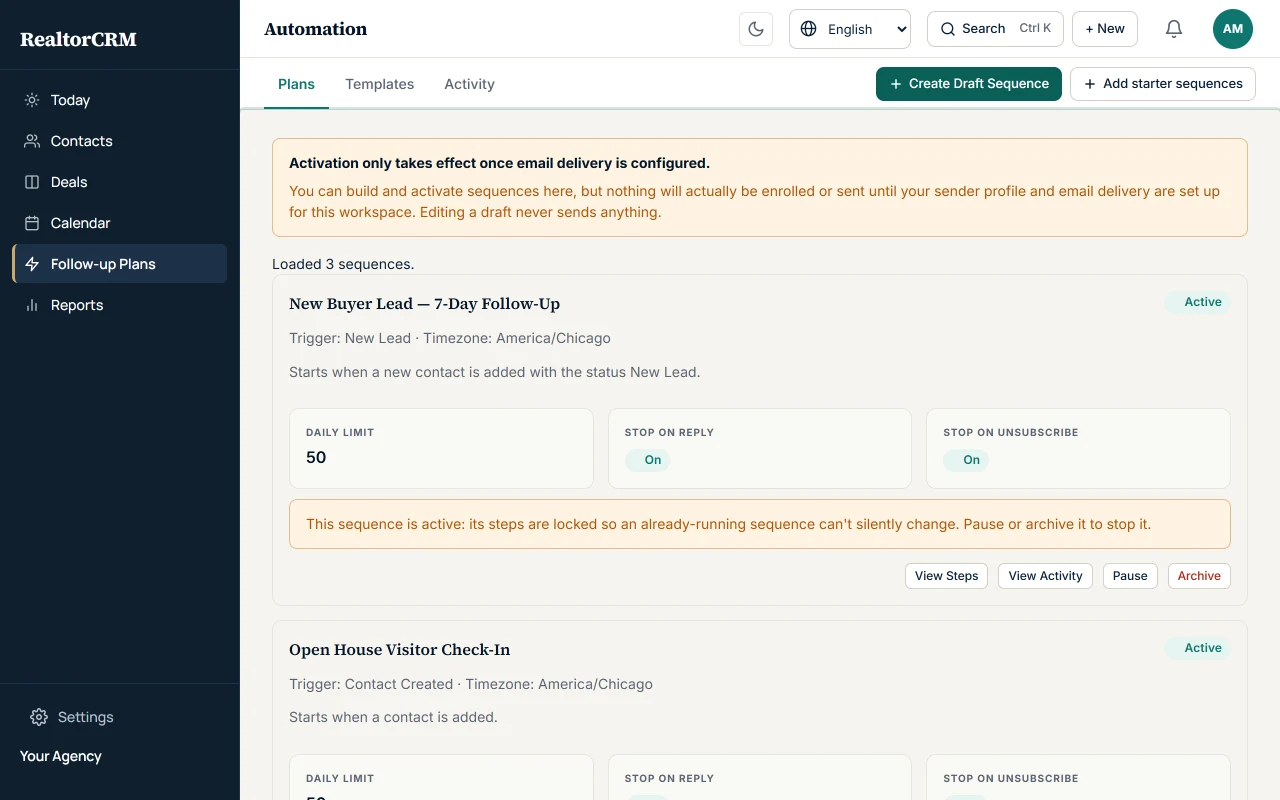 RealtorCRM
Today
Contacts
Deals
Calendar
Follow-up Plans
Reports
Settings
Your Agency
Automation
English
Search Ctrl K
+ New
AM
Plans
Templates
Activity
+ Create Draft Sequence
+ Add starter sequences
Activation only takes effect once email delivery is configured.
You can build and activate sequences here, but nothing will actually be enrolled or sent until your sender profile and email delivery are set up
for this workspace. Editing a draft never sends anything.
Loaded 3 sequences.
New Buyer Lead — 7-Day Follow-Up
Active
Trigger: New Lead · Timezone: America/Chicago
Starts when a new contact is added with the status New Lead.
DAILY LIMIT
50
STOP ON REPLY
On
STOP ON UNSUBSCRIBE
On
This sequence is active: its steps are locked so an already-running sequence can't silently change. Pause or archive it to stop it.
View Steps
View Activity
Pause
Archive
Open House Visitor Check-In
Active
Trigger: Contact Created · Timezone: America/Chicago
Starts when a contact is added.
DAILY LIMIT
STOP ON REPLY
STOP ON UNSUBSCRIBE